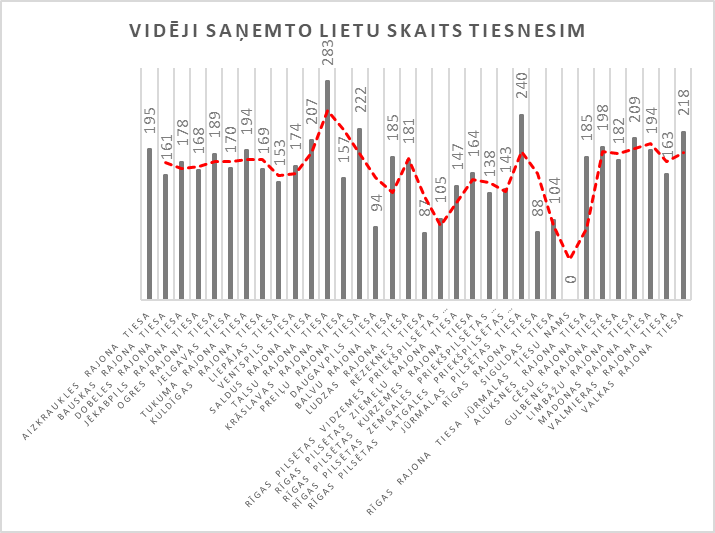 VIDĒJI SAŅEMTO LIETU SKAITS TIESNESIM
195
161
178
168
189
170
194
169
153
174
207
283
157
222
94
185
181
87
105
147
164
138
143
240
88
104
0
185
198
182
209
194
163
218
AIZKRAUKLES RAJONA TIESA
BAUSKAS RAJONA TIESA
DOBELES RAJONA TIESA
JĒKABPILS RAJONA TIESA
OGRES RAJONA TIESA
JELGAVAS TIESA
TUKUMA RAJONA TIESA
KULDĪGAS RAJONA TIESA
LIEPĀJAS TIESA
VENTSPILS TIESA
SALDUS RAJONA TIESA
TALSU RAJONA TIESA
KRĀSLAVAS RAJONA TIESA
PREIĻU RAJONA TIESA
DAUGAVPILS TIESA
BALVU RAJONA TIESA
LUDZAS RAJONA TIESA
RĒZEKNES TIESA
RĪGAS PILSĒTAS VIDZEMES PRIEKŠPILSĒTAS …
RĪGAS PILSĒTAS ZIEMEĻU RAJONA TIESA
RĪGAS PILSĒTAS KURZEMES RAJONA TIESA
RĪGAS PILSĒTAS ZEMGALES PRIEKŠPILSĒTAS …
RĪGAS PILSĒTAS LATGALES PRIEKŠPILSĒTAS …
JŪRMALAS PILSĒTAS TIESA
RĪGAS RAJONA TIESA
SIGULDAS TIESA
RĪGAS RAJONA TIESA JŪRMALAS TIESU NAMS
ALŪKSNES RAJONA TIESA
CĒSU RAJONA TIESA
GULBENES RAJONA TIESA
LIMBAŽU RAJONA TIESA
MADONAS RAJONA TIESA
VALMIERAS RAJONA TIESA
VALKAS RAJONA TIESA